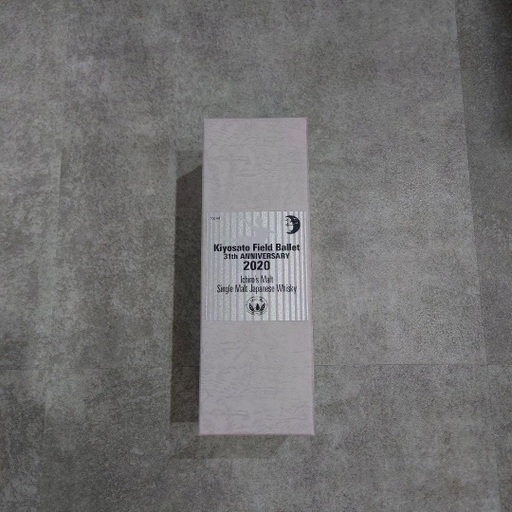 Kiyosato Field Ballet
31th ANNIVERSARY
2020
Ichiro's Malt
Single Malt Japanese Whisky